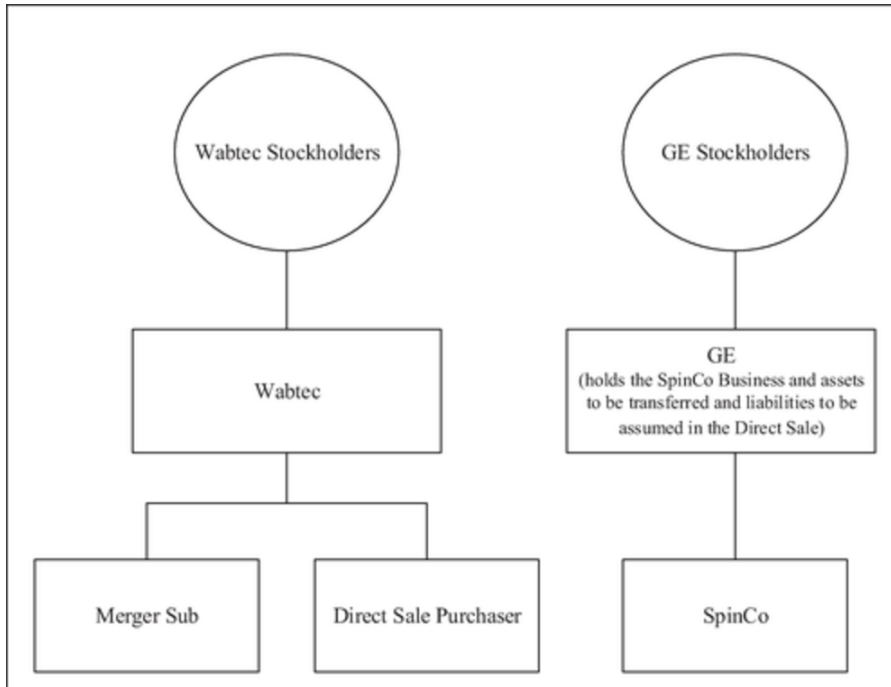 Wabtec Stockholders
GE Stockholders
Wabtec
GE
(holds the SpinCo Business and assets
to be transferred and liabilities to be
assumed in the Direct Sale)
Merger Sub
Direct Sale Purchaser
SpinCo